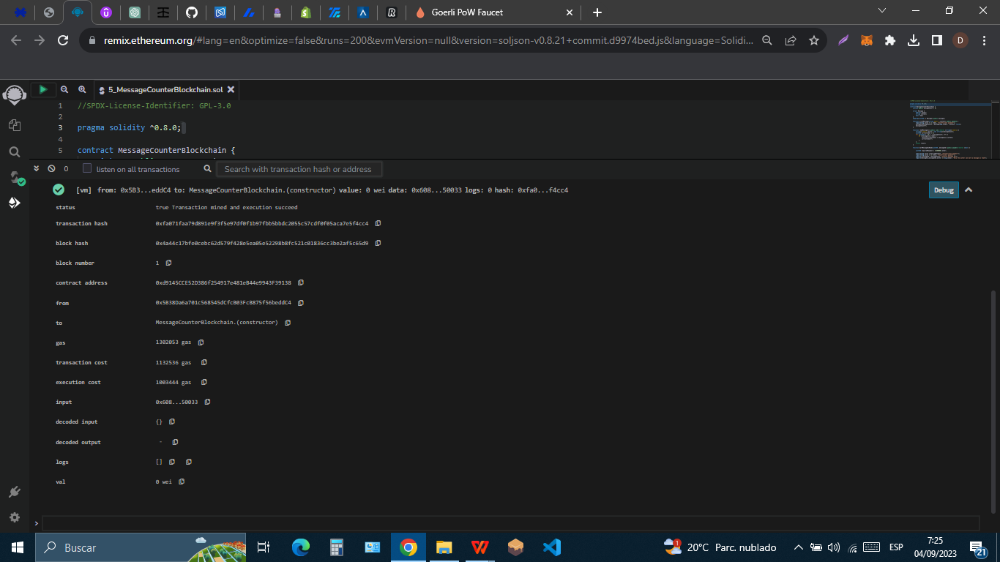 Goerli PoW Faucet
remix.ethereum.org/#lang=en&optimize=false&runs=200&evmVersion=null&version=soljson-v0.8.21+commit.d9974bed.js&language=Solidi...
D
5_MessageCounterBlockchain.sol
1 //SPDX-License-Identifier: GPL-3.0
2
3 pragma solidity ^0.8.0;
4
5 contract MessageCounterBlockchain {
0 listen on all transactions Search with transaction hash or address
[vm] from: 0x5B3...eddC4 to: MessageCounterBlockchain.(constructor) value: 0 wei data: 0x608...50033 logs: 0 hash: 0xfa0...f4cc4 Debug
status true Transaction mined and execution succeed
transaction hash 0xfa071faa79d891e9f3f5e97df0f1b97fbb5bbdc2055c57cdf0f05aca7e5f4cc4
block hash 0x4a44c17bfe0cebc62d579f428e5ea05e52298b8fc521c01836cc3be2af5c65d9
block number 1
contract address 0xd9145CCE52D386f254917e481eB44e9943F39138
from 0x5B38Da6a701c568545dCfcB03FcB875f56beddC4
to MessageCounterBlockchain.(constructor)
gas 1302053 gas
transaction cost 1132536 gas
execution cost 1003444 gas
input 0x608...50033
decoded input {}
decoded output -
logs []
val 0 wei
>
Buscar
1
20°C Parc. nublado
ESP
7:25
04/09/2023
21